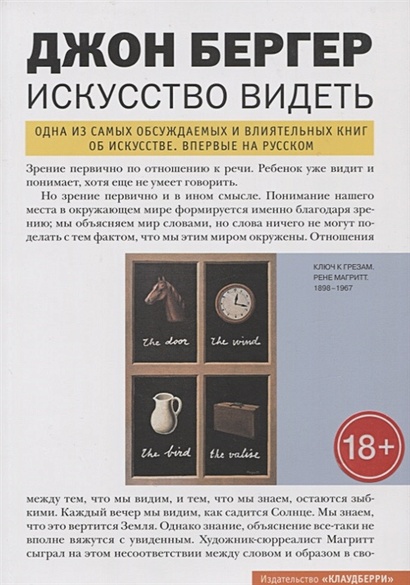 ДЖОН БЕРГЕР
ИСКУССТВО ВИДЕТЬ
ОДНА ИЗ САМЫХ ОБСУЖДАЕМЫХ И ВЛИЯТЕЛЬНЫХ КНИГ
ОБ ИСКУССТВЕ. ВПЕРВЫЕ НА РУССКОМ
Зрение первично по отношению к речи. Ребенок уже видит и
понимает, хотя еще не умеет говорить.
Но зрение первично и в ином смысле. Понимание нашего
места в окружающем мире формируется именно благодаря зре-
нию; мы объясняем мир словами, но слова ничего не могут по-
делать с тем фактом, что мы этим миром окружены. Отношения
КЛЮЧ К ГРЕЗАМ.
РЕНЕ МАГРИТТ.
1898–1967
the door
the wind
the bird
the valise
18+
между тем, что мы видим, и тем, что мы знаем, остаются зыб-
кими. Каждый вечер мы видим, как садится Солнце. Мы знаем,
что это вертится Земля. Однако знание, объяснение все-таки не
вполне вяжутся с увиденным. Художник-сюрреалист Магритт
сыграл на этом несоответствии между словом и образом в сво-
Издательство «КЛАУДБЕРРИ»